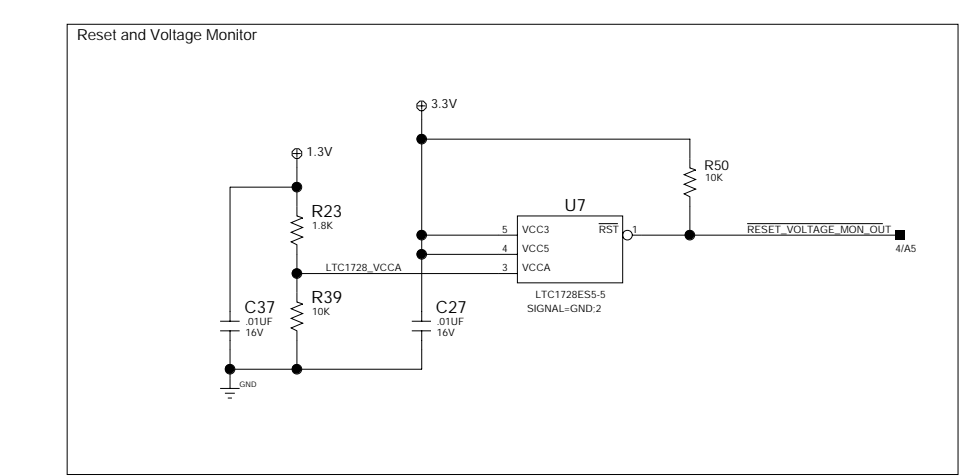 Reset and Voltage Monitor
3.3V
1.3V
R50
10K
R23
1.8K
U7
5 VCC3 RST 1
RESET_VOLTAGE_MON_OUT
4/A5
4 VCC5
LTC1728_VCCA 3 VCCA
LTC1728ES5-5
SIGNAL=GND;2
R39
10K
C37
.01UF
16V
C27
.01UF
16V
GND